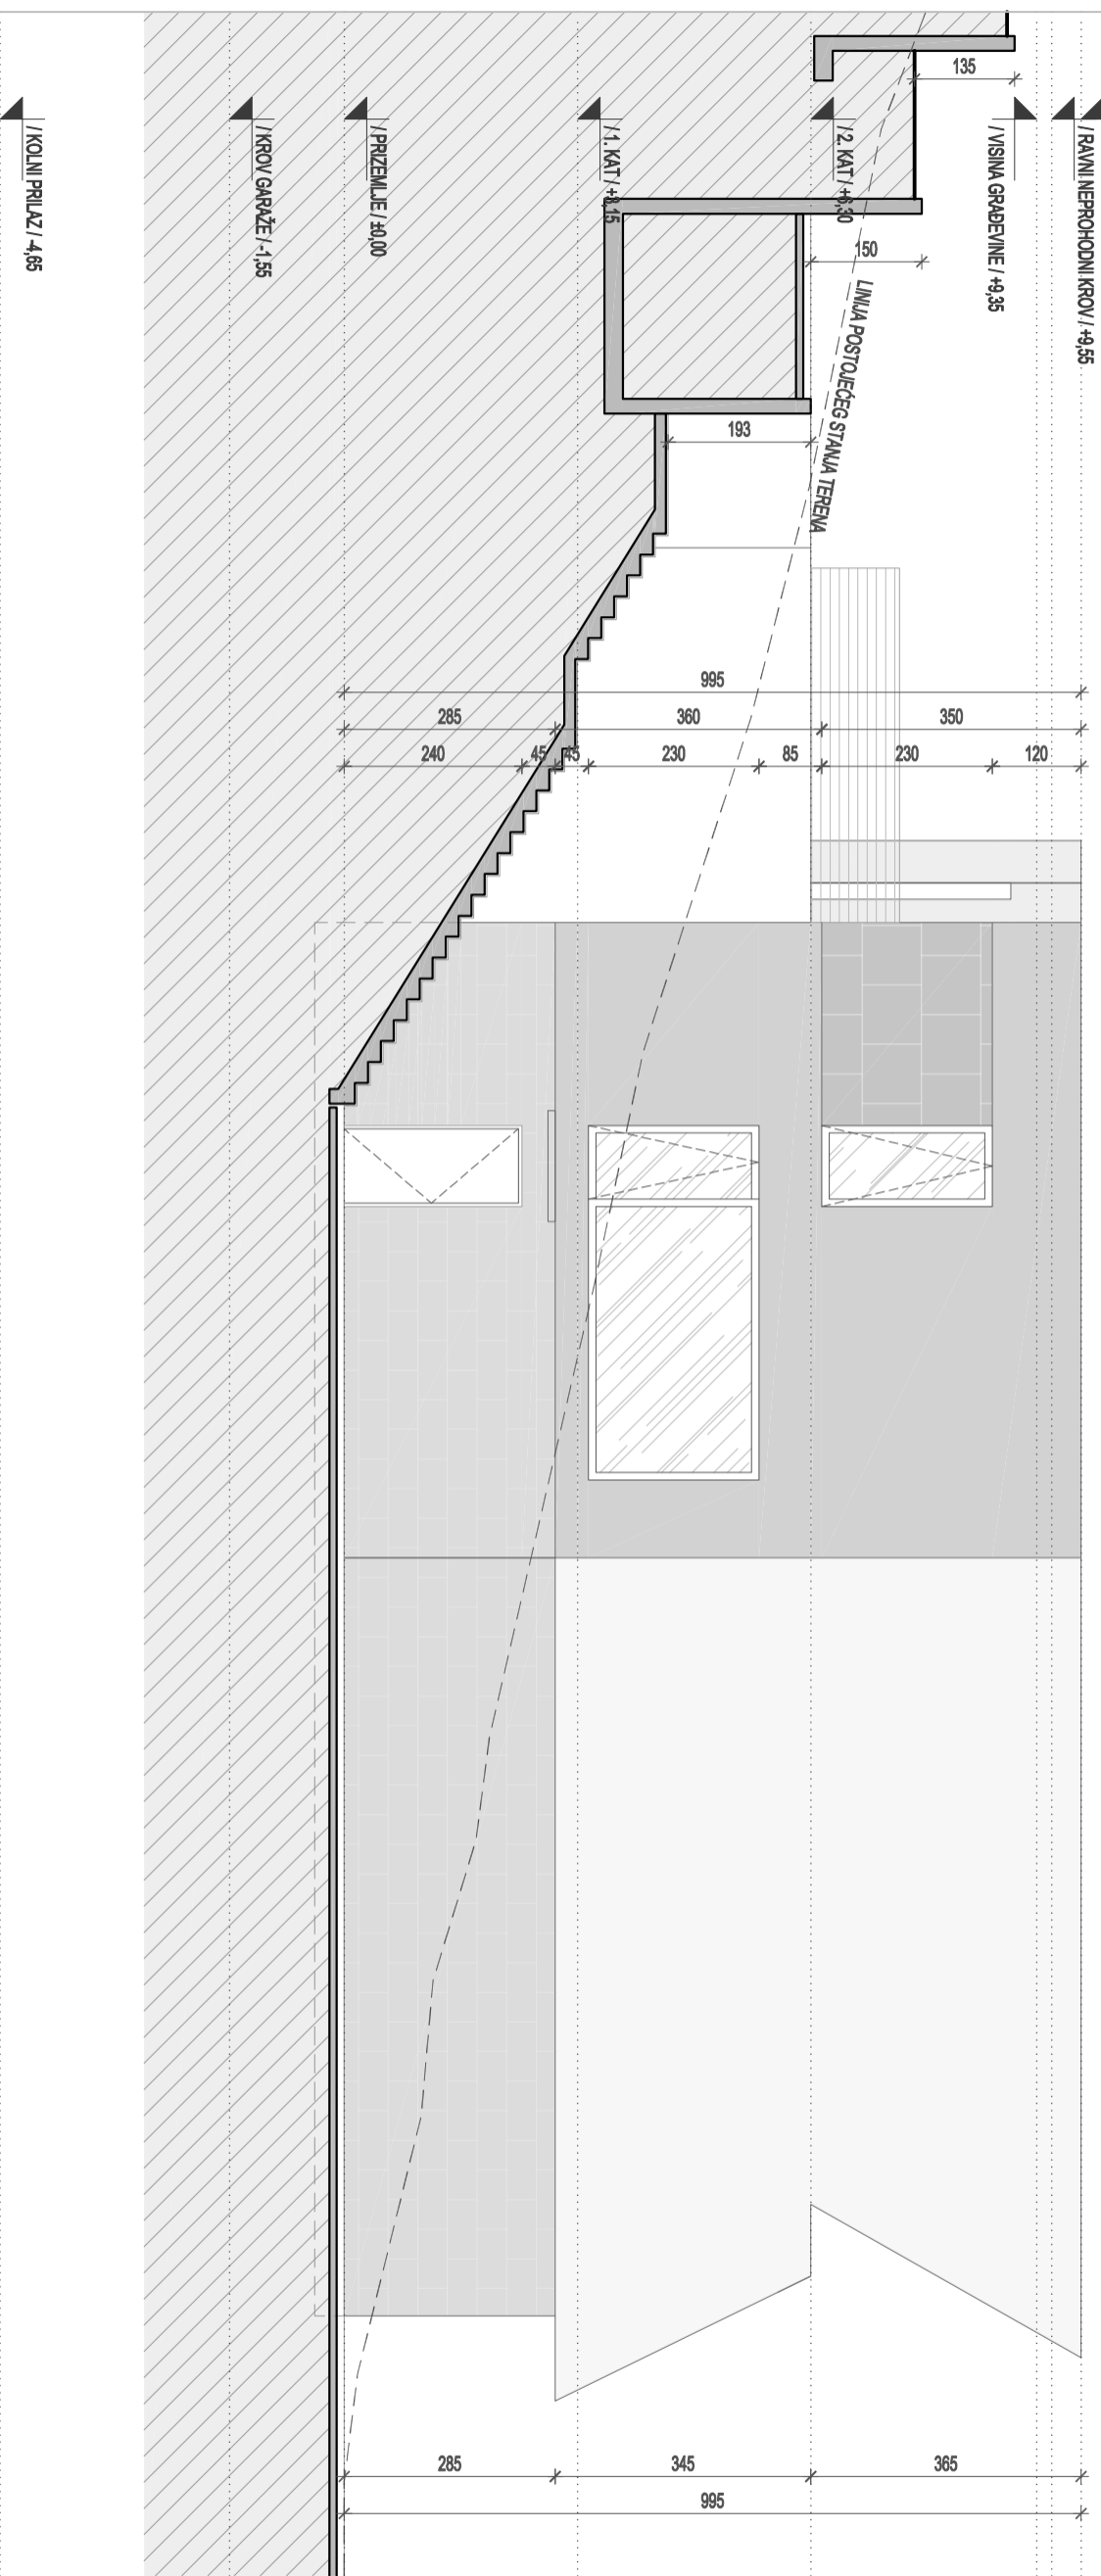 / KOLNI PRILAZ / -4,65
/ KROV GARAŽE / -1,55
/ PRIZEMLJE / ±0,00
/ 1. KAT / +3,15
/ 2. KAT / +6,30
/ VISINA GRAĐEVINE / +9,35
/ RAVNI NEPROHODNI KROV / +9,55
135
150
LINIJA POSTOJEĆEG STANJA TERENA
193
995
285
360
350
240
45
45
230
85
230
120
285
345
365
995